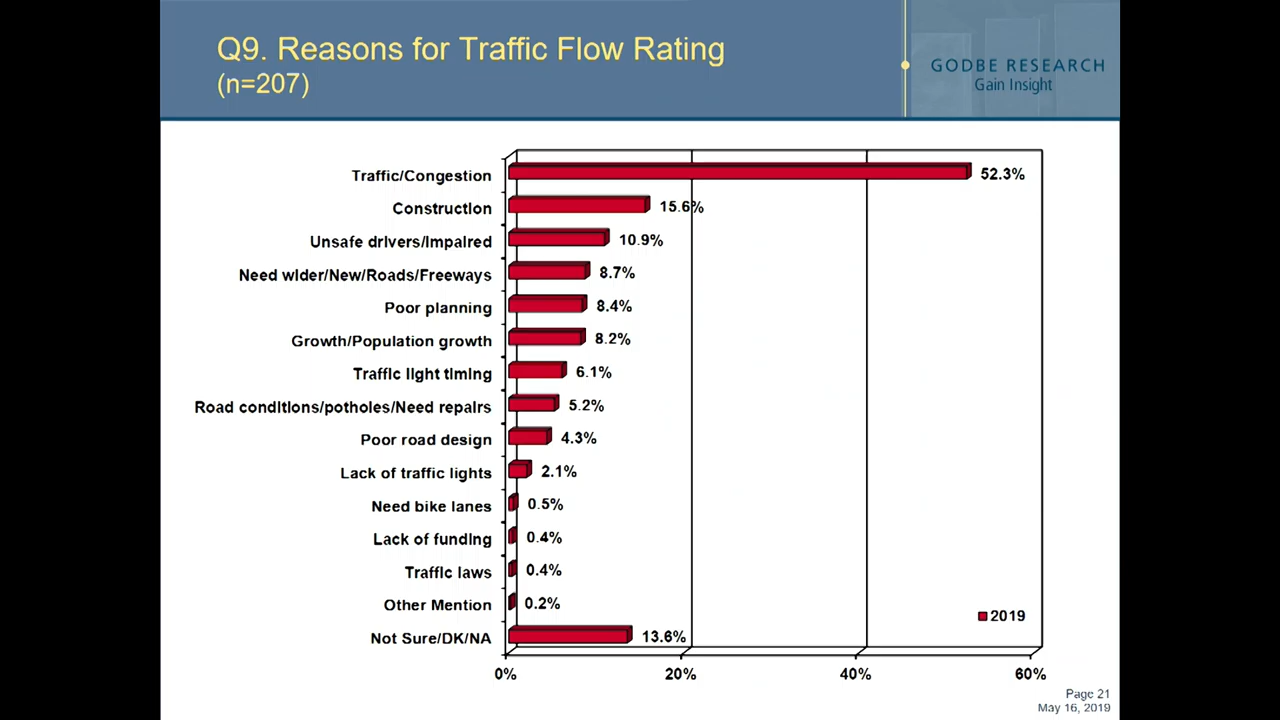 Q9. Reasons for Traffic Flow Rating
(n=207)
GODBE RESEARCH
Gain Insight
Traffic/Congestion 52.3%
Construction 15.6%
Unsafe drivers/Impaired 10.9%
Need wider/New/Roads/Freeways 8.7%
Poor planning 8.4%
Growth/Population growth 8.2%
Traffic light timing 6.1%
Road conditions/potholes/Need repairs 5.2%
Poor road design 4.3%
Lack of traffic lights 2.1%
Need bike lanes 0.5%
Lack of funding 0.4%
Traffic laws 0.4%
Other Mention 0.2%
2019
Not Sure/DK/NA 13.6%
0% 20% 40% 60%
Page 21
May 16, 2019